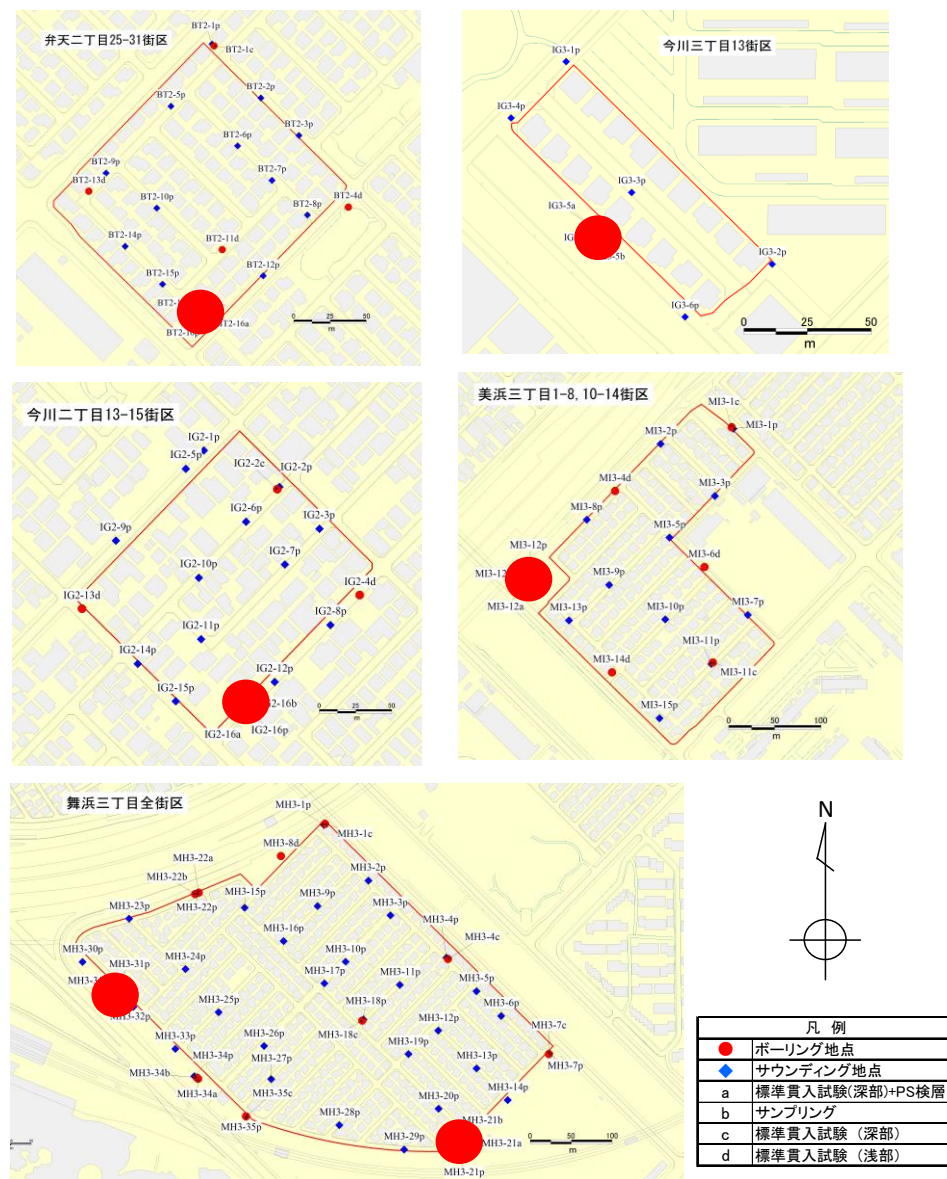 弁天二丁目25-31街区
BT2-1p
BT2-1c
BT2-2p
BT2-5p
BT2-3p
BT2-6p
BT2-9p
BT2-7p
BT2-13d
BT2-4d
BT2-10p
BT2-8p
BT2-14p
BT2-11d
BT2-12p
BT2-15p
BT2-16a
0 25 50
m
今川三丁目13街区
IG3-1p
IG3-4p
IG3-3p
IG3-5a
IG3-2p
IG3-6p
0 25 50
m
今川二丁目13-15街区
IG2-1p
IG2-5p
IG2-2c
IG2-2p
IG2-6p
IG2-3p
IG2-9p
IG2-7p
IG2-10p
IG2-4d
IG2-13d
IG2-8p
IG2-11p
IG2-14p
IG2-12p
IG2-15p
IG2-16b
IG2-16a
IG2-16p
0 25 50
m
美浜三丁目1-8, 10-14街区
MI3-1c
MI3-1p
MI3-2p
MI3-4d
MI3-3p
MI3-8p
MI3-5p
MI3-12p
MI3-6d
MI3-9p
MI3-12a
MI3-13p
MI3-10p
MI3-7p
MI3-11p
MI3-14d
MI3-11c
MI3-15p
0 50 100
m
舞浜三丁目全街区
MH3-1p
MH3-1c
MH3-8d
MH3-22a
MH3-22b
MH3-22p
MH3-2p
MH3-15p
MH3-9p
MH3-3p
MH3-23p
MH3-4p
MH3-16p
MH3-4c
MH3-30p
MH3-31p
MH3-24p
MH3-10p
MH3-17p
MH3-11p
MH3-5p
MH3-32p
MH3-25p
MH3-18p
MH3-6p
MH3-18c
MH3-12p
MH3-7c
MH3-33p
MH3-26p
MH3-19p
MH3-7p
MH3-34p
MH3-27p
MH3-13p
MH3-34b
MH3-34a
MH3-35c
MH3-14p
MH3-20p
MH3-35p
MH3-28p
MH3-21b
MH3-29p
MH3-21a
MH3-21p
0 50 100
m
N
凡 例
ボーリング地点
サウンディング地点
a 標準貫入試験(深部)+PS検層
b サンプリング
c 標準貫入試験 (深部)
d 標準貫入試験 (浅部)